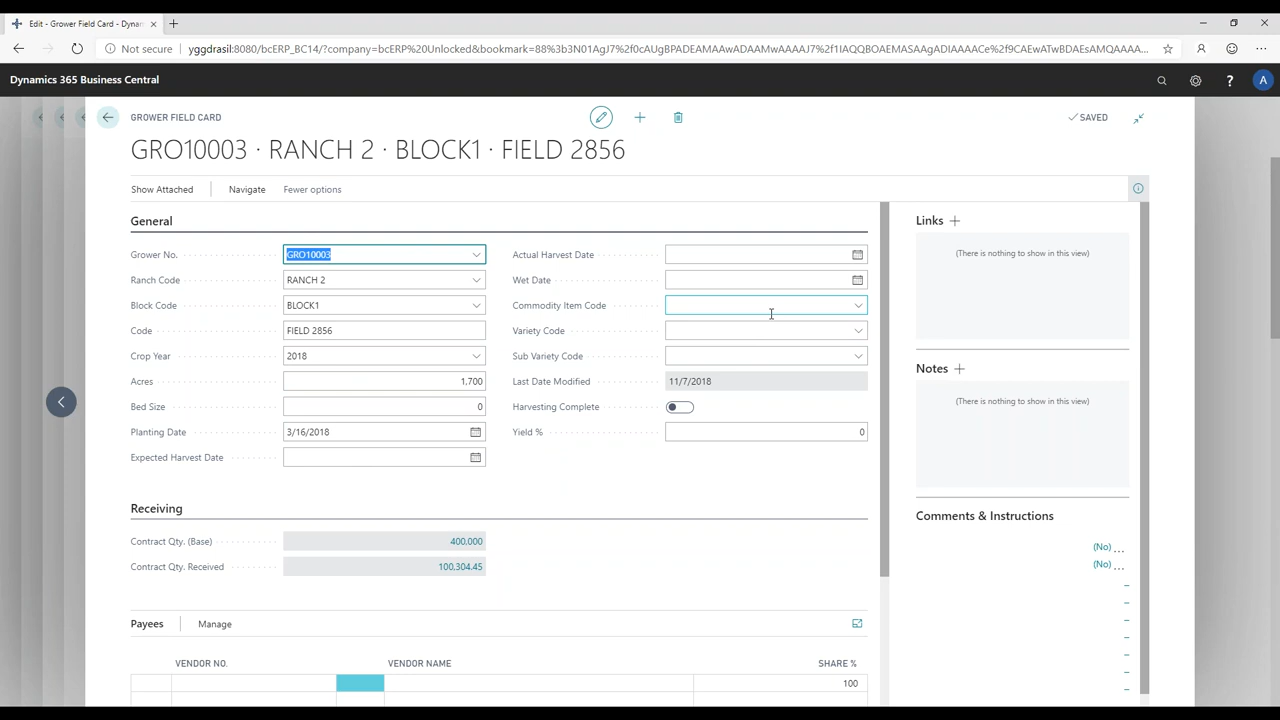 Edit - Grower Field Card - Dynam
Not secure
yggdrasil:8080/bcERP_BC14/?company=bcERP%20Unlocked&bookmark=88%3b3N01AgJ7%2f0cAUgBPADEAMAAwADAAMwAAAAJ7%2f1IAQQBOAEMASAAgADIAAAACe%2f9CAEwATwBDAEsAMQAAAA...
Dynamics 365 Business Central
?
A
GROWER FIELD CARD
SAVED
GRO10003 · RANCH 2 · BLOCK1 · FIELD 2856
Show Attached
Navigate
Fewer options
General
Grower No.
GRO10003
Ranch Code
RANCH 2
Block Code
BLOCK1
Code
FIELD 2856
Crop Year
2018
Acres
1,700
Bed Size
0
Planting Date
3/16/2018
Expected Harvest Date
Actual Harvest Date
Wet Date
Commodity Item Code
Variety Code
Sub Variety Code
Last Date Modified
11/7/2018
Harvesting Complete
Yield %
0
Receiving
Contract Qty. (Base)
400,000
Contract Qty. Received
100,304.45
Payees
Manage
VENDOR NO.
VENDOR NAME
SHARE %
100
Links
(There is nothing to show in this view)
Notes
(There is nothing to show in this view)
Comments & Instructions
(No) ...
(No) ...
–
–
–
–
–
–
–